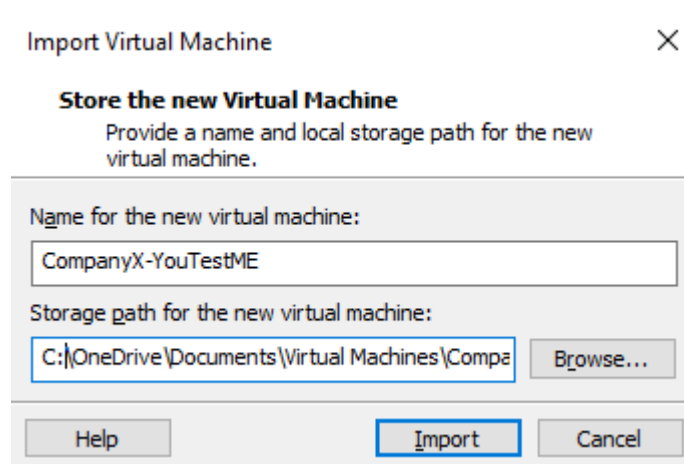 Import Virtual Machine
Store the new Virtual Machine
Provide a name and local storage path for the new
virtual machine.
Name for the new virtual machine:
CompanyX-YouTestME
Storage path for the new virtual machine:
C:\OneDrive\Documents\Virtual Machines\Compa
Browse...
Help
Import
Cancel